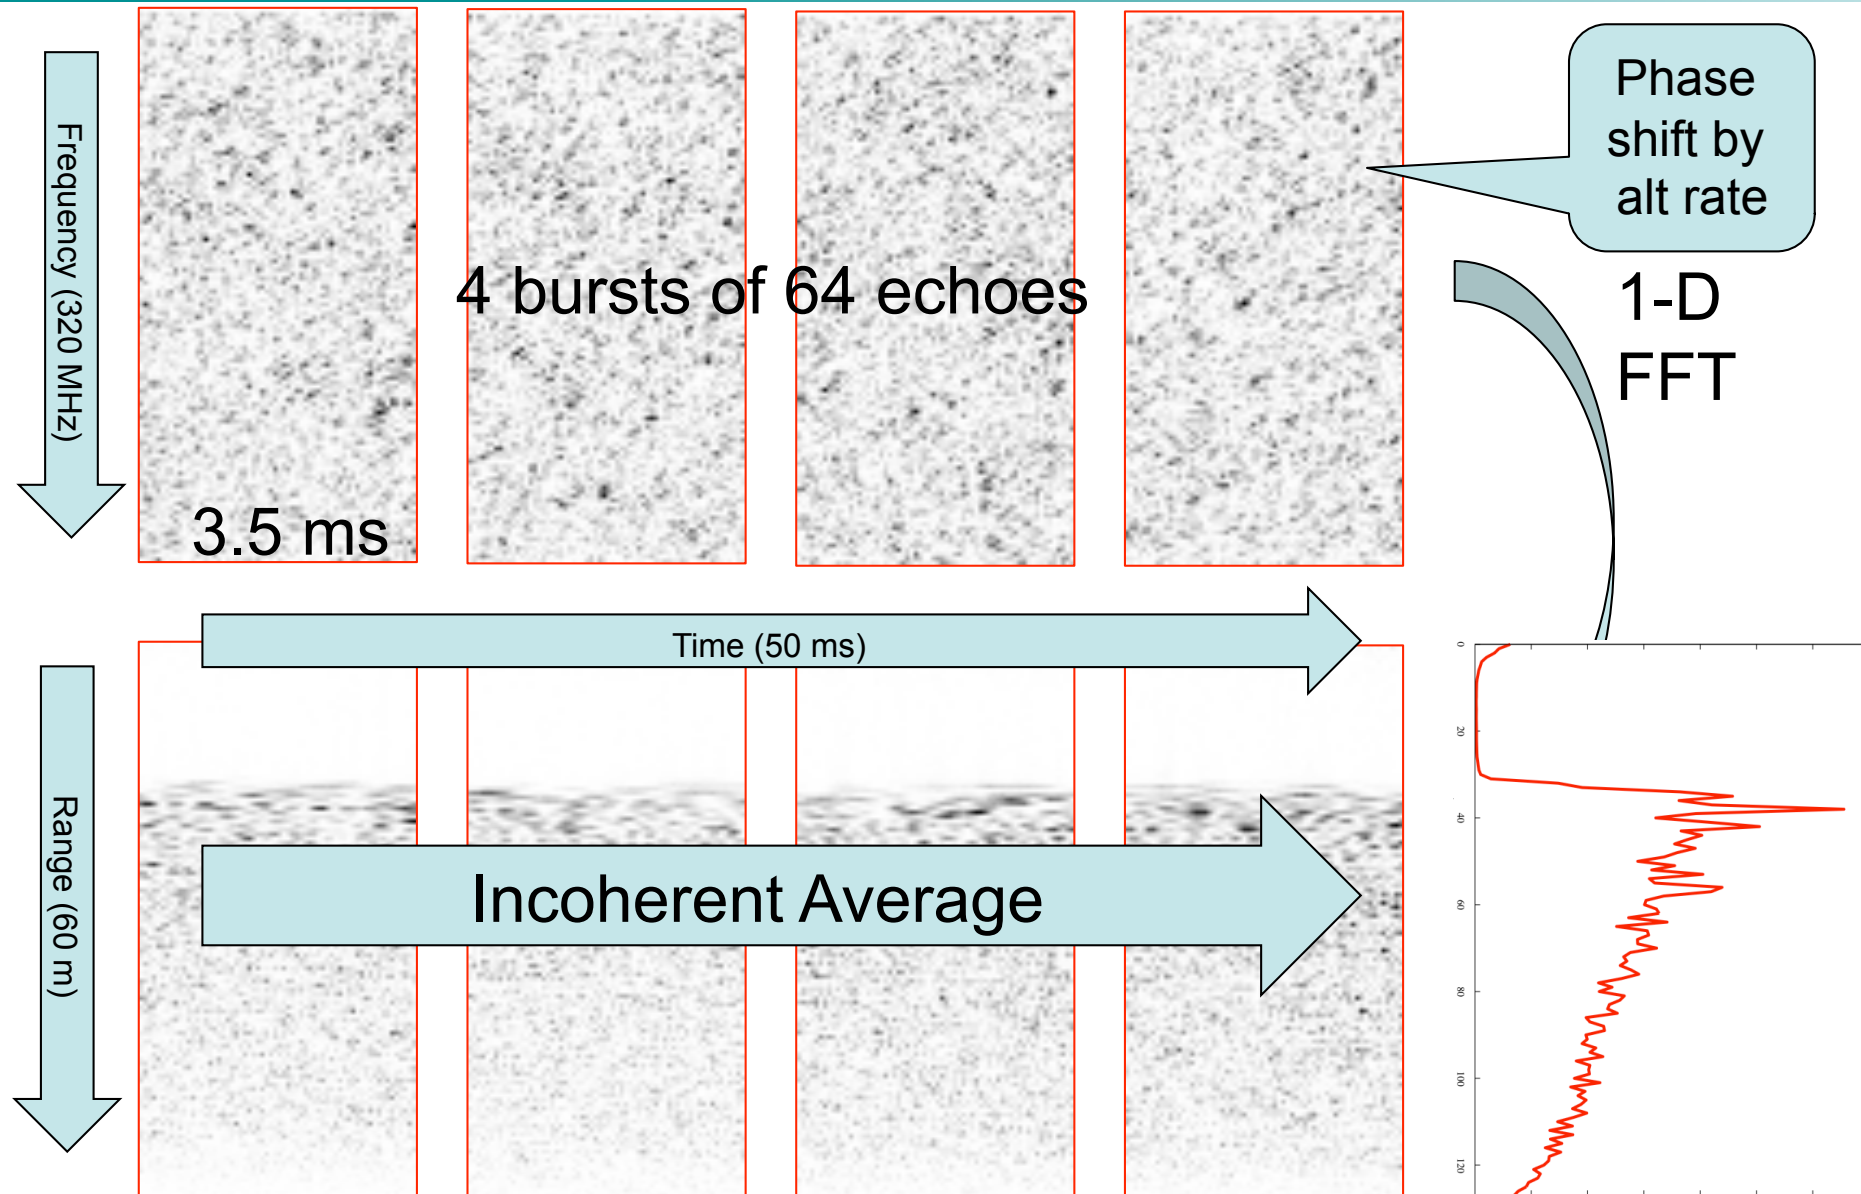 Frequency (320 MHz)
4 bursts of 64 echoes
3.5 ms
Phase
shift by
alt rate
1-D
FFT
Time (50 ms)
Range (60 m)
Incoherent Average
0
20
40
60
80
100
120